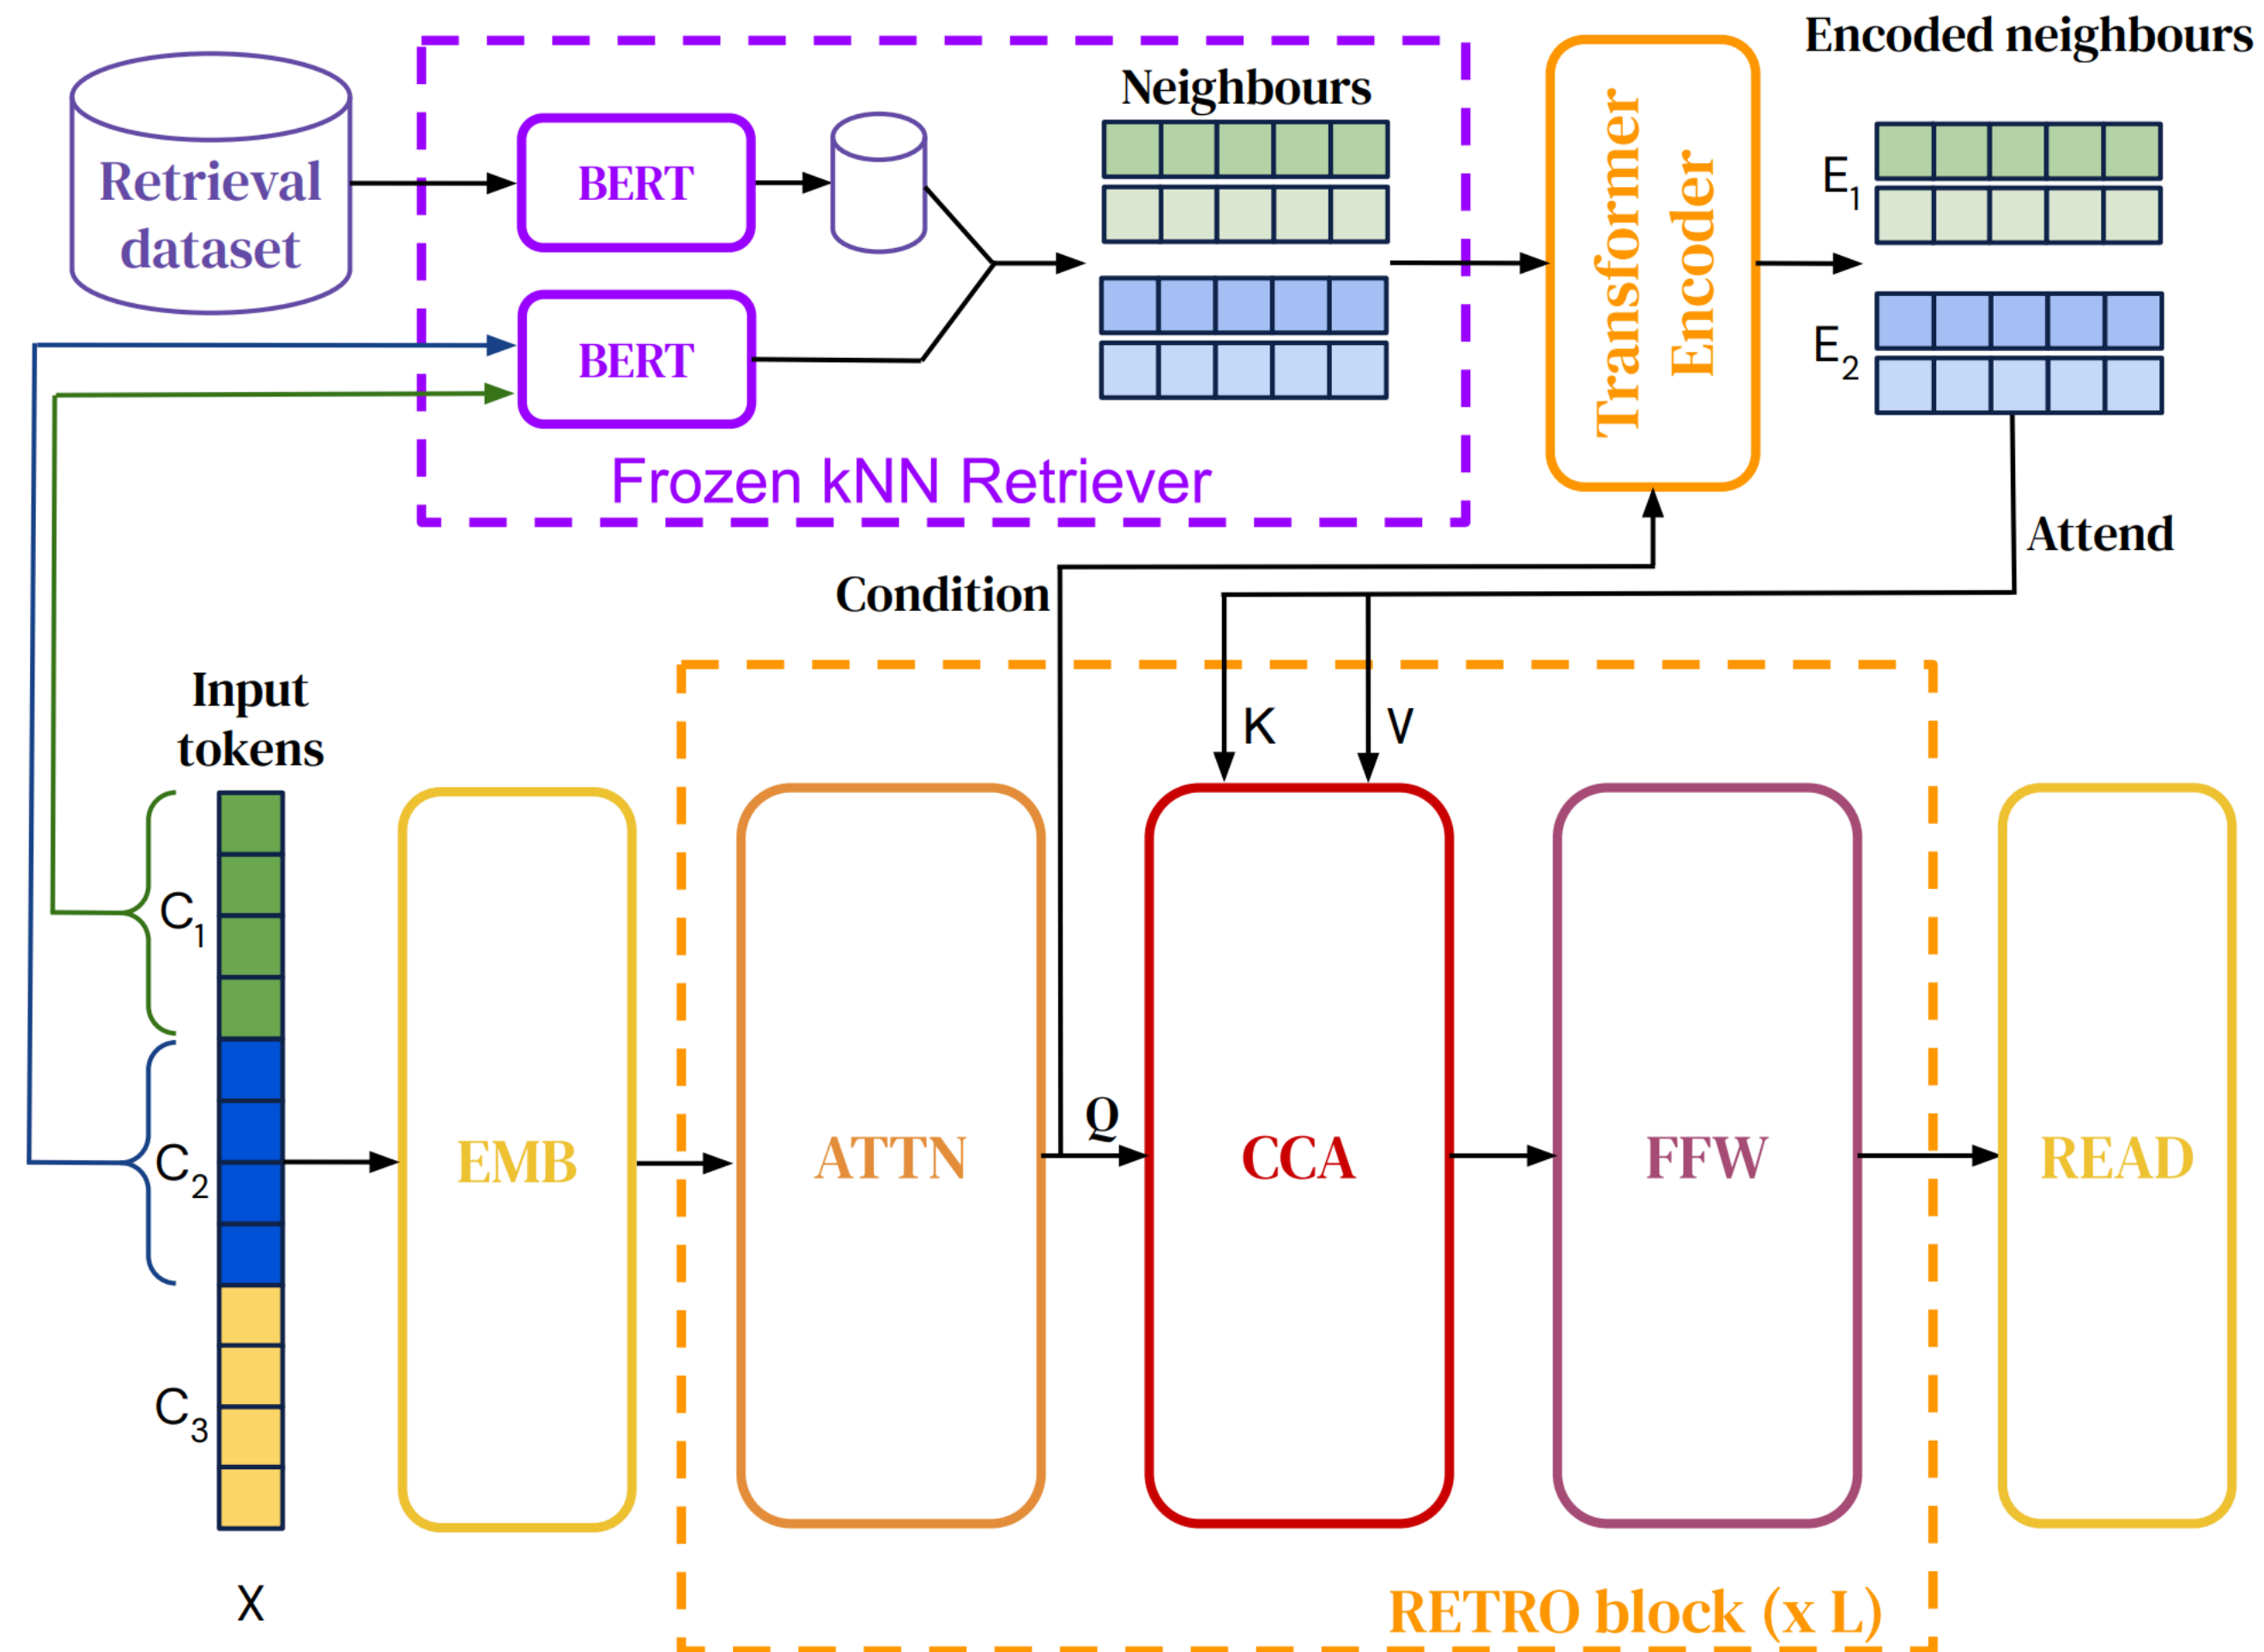 Encoded neighbours
Neighbours
Retrieval
dataset
BERT
BERT
Transformer
Encoder
E1
E2
Frozen kNN Retriever
Attend
Condition
K
V
Input
tokens
C1
C2
C3
X
EMB
ATTN
Q
CCA
FFW
READ
RETRO block (x L)